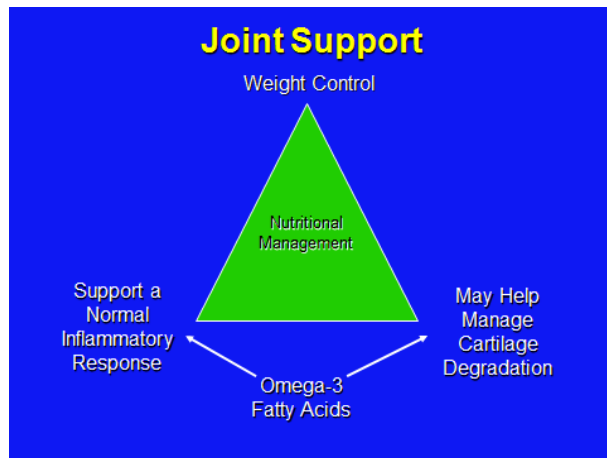 Joint Support
Weight Control
Nutritional
Management
Support a
Normal
Inflammatory
Response
May Help
Manage
Cartilage
Degradation
Omega-3
Fatty Acids